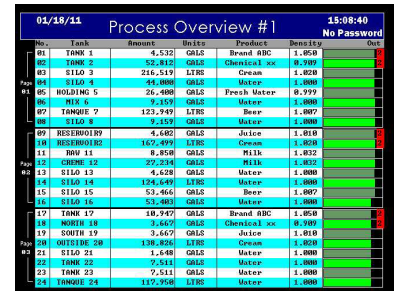 01/18/11 Process Overview #1 15:08:40
No Password
No. Tank Amount Units Product Density Out
01 TANK 1 4,532 GALS Brand ABC 1.050
02 TANK 2 52,812 GALS Chemical xx 0.909
03 SILO 3 216,519 LTRS Cream 1.020
Page 04 SILO 4 44,000 GALS Water 1.000
01 05 HOLDING 5 26,400 GALS Fresh Water 0.999
06 MIX 6 9,159 GALS Water 1.000
07 TANQUE 7 123,949 LTRS Beer 1.007
08 SILO 8 9,159 GALS Water 1.000
09 RESERVOIR9 4,602 GALS Juice 1.010
10 RESERVOIR2 167,499 LTRS Cream 1.020
11 RAW 11 8,850 GALS Milk 1.032
Page 12 CREME 12 27,234 GALS Milk 1.032
02 13 SILO 13 4,628 GALS Water 1.000
14 SILO 14 124,649 LTRS Water 1.000
15 SILO 15 53,466 GALS Beer 1.007
16 SILO 16 53,403 GALS Water 1.000
17 TANK 17 10,947 GALS Brand ABC 1.050
18 NORTH 18 3,667 GALS Chemical xx 0.909
19 SOUTH 19 3,667 GALS Juice 1.010
Page 20 OUTSIDE 20 138,826 LTRS Cream 1.020
03 21 SILO 21 1,648 GALS Water 1.000
22 TANK 22 7,511 GALS Water 1.000
23 TANK 23 7,511 GALS Water 1.000
24 TANQUE 24 117,950 LTRS Water 1.000